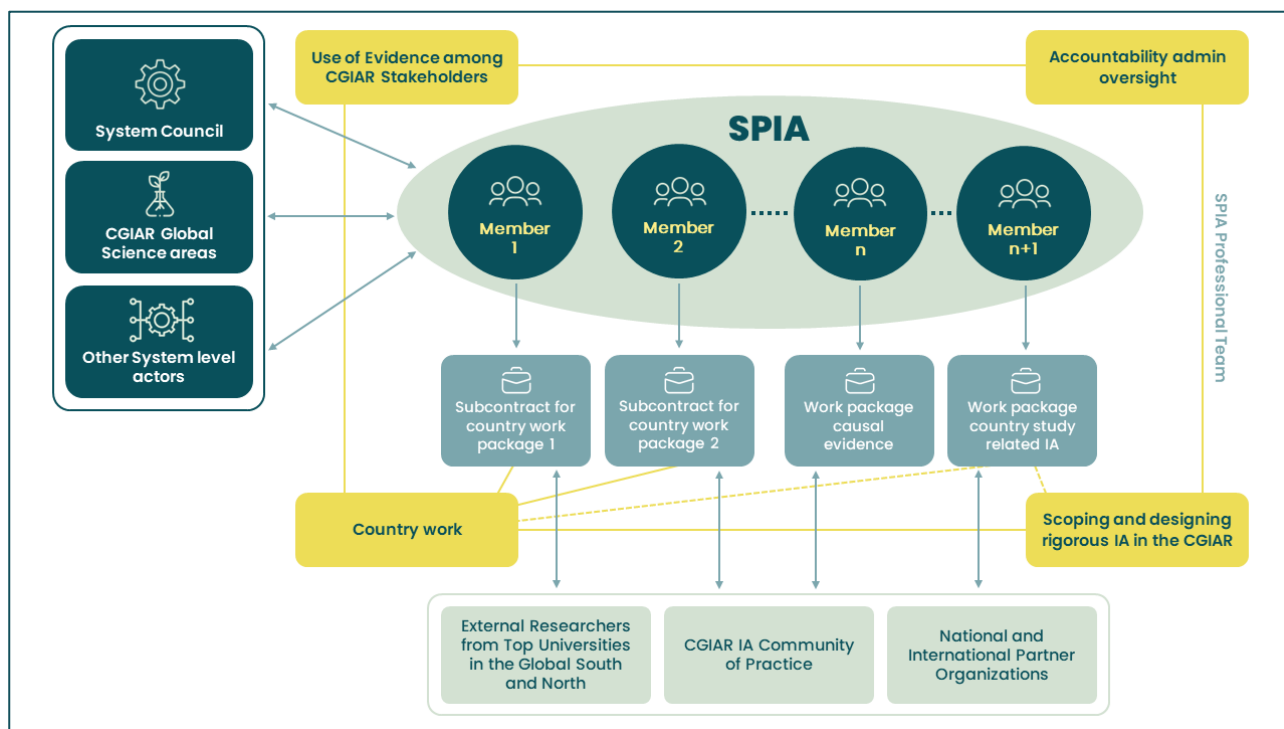 System Council
CGIAR Global
Science areas
Other System level
actors
Use of Evidence among
CGIAR Stakeholders
Accountability admin
oversight
SPIA
Member
1
Member
2
Member
n
Member
n+1
SPIA Professional Team
Subcontract for
country work
package 1
Subcontract for
country work
package 2
Work package
causal
evidence
Work package
country study
related IA
Country work
Scoping and designing
rigorous IA in the CGIAR
External Researchers
from Top Universities
in the Global South
and North
CGIAR IA Community
of Practice
National and
International Partner
Organizations